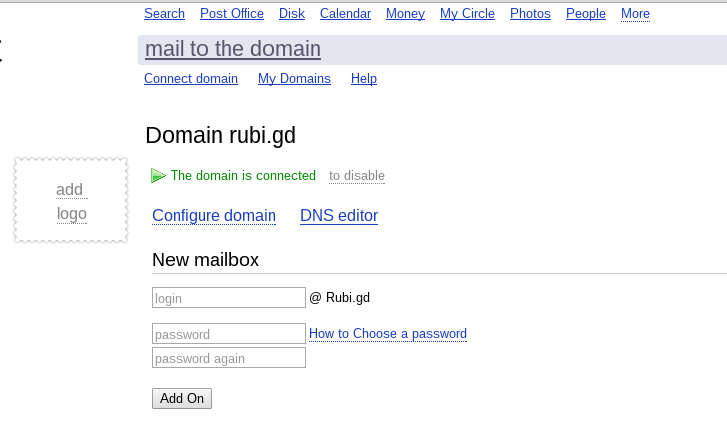 Search Post Office Disk Calendar Money My Circle Photos People More
mail to the domain
Connect domain My Domains Help
Domain rubi.gd
The domain is connected to disable
add
logo
Configure domain DNS editor
New mailbox
login @ Rubi.gd
password How to Choose a password
password again
Add On